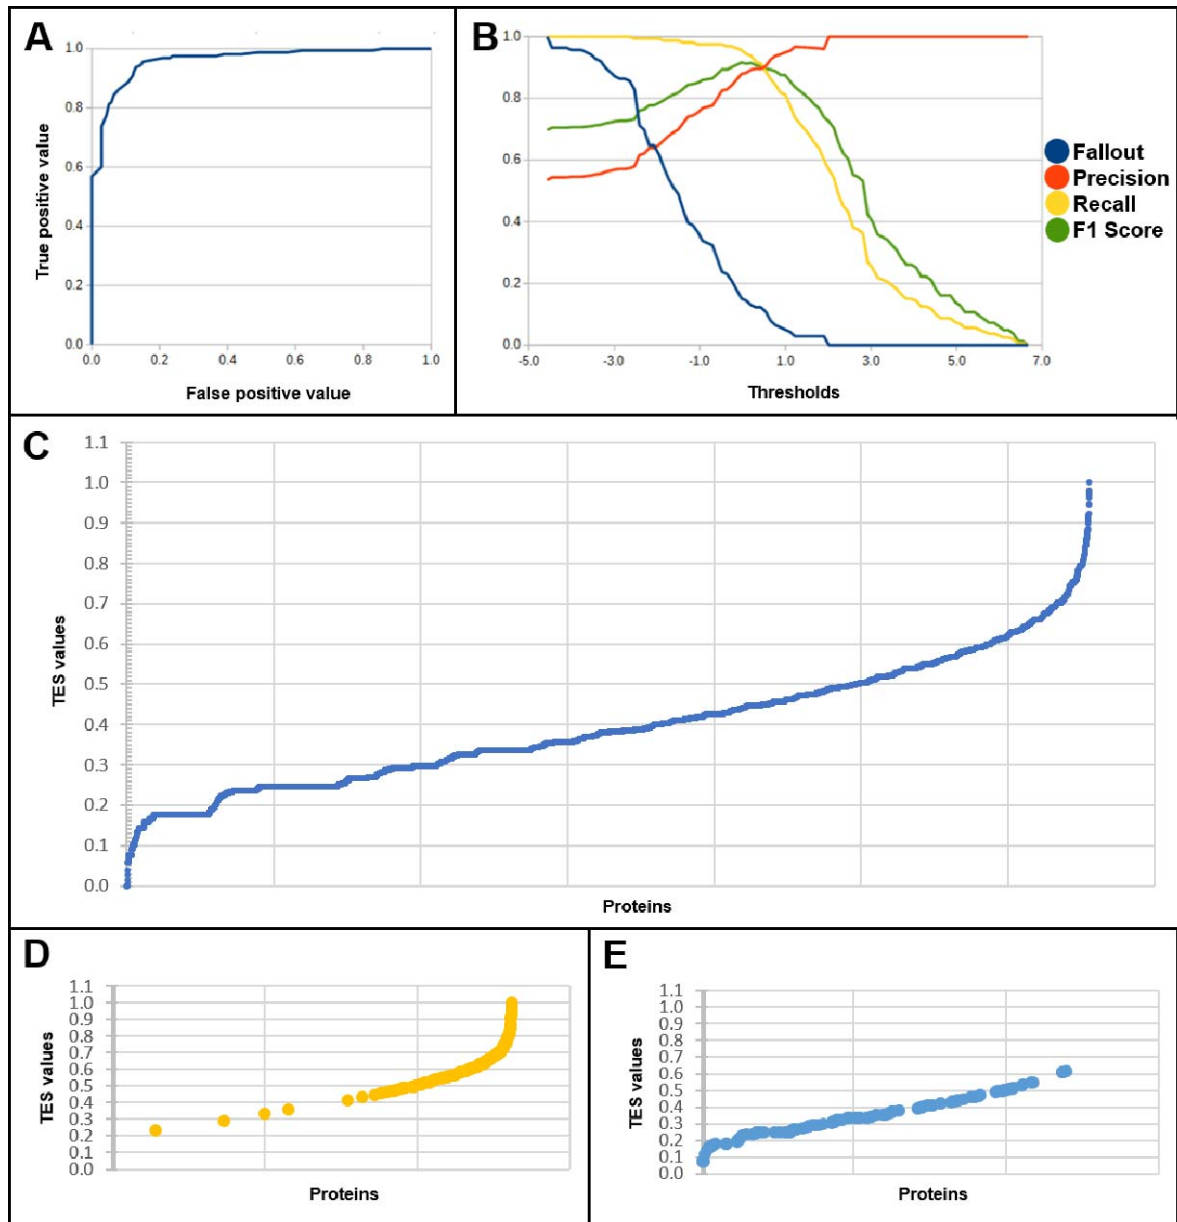 A
1.0
0.8
0.6
0.4
0.2
0.0
True positive value
0.0 0.2 0.4 0.6 0.8 1.0
False positive value
B
1.0
0.8
0.6
0.4
0.2
0.0
-5.0 -3.0 -1.0 1.0 3.0 5.0 7.0
Thresholds
Fallout
Precision
Recall
F1 Score
C
1.1
1.0
0.9
0.8
0.7
0.6
0.5
0.4
0.3
0.2
0.1
0.0
TES values
Proteins
D
1.1
1.0
0.9
0.8
0.7
0.6
0.5
0.4
0.3
0.2
0.1
0.0
TES values
Proteins
E
1.1
1.0
0.9
0.8
0.7
0.6
0.5
0.4
0.3
0.2
0.1
0.0
TES values
Proteins